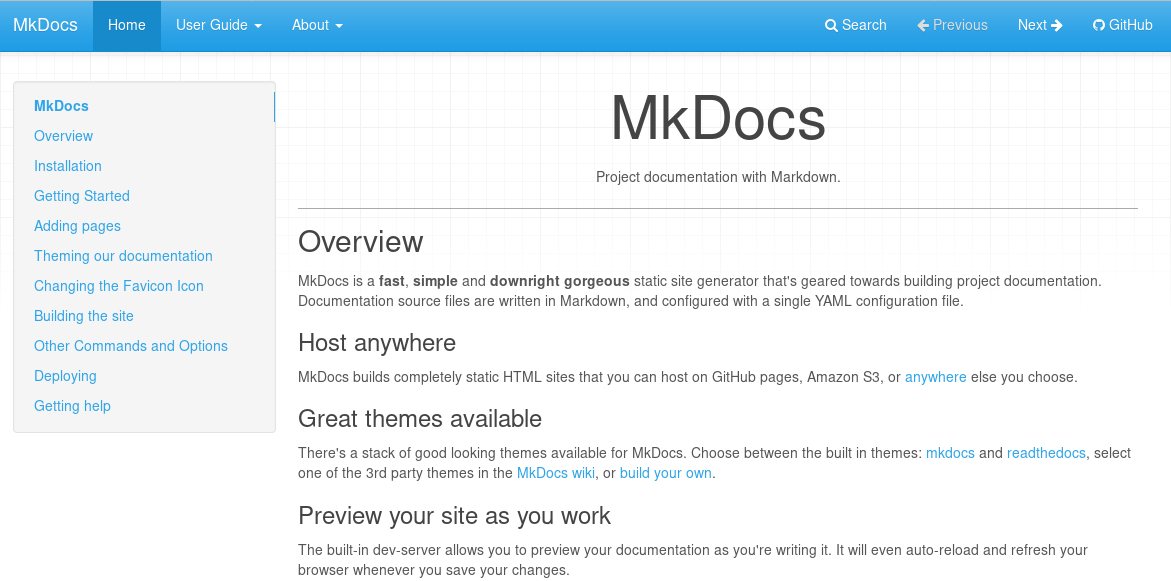 MkDocs Home User Guide About Search Previous Next GitHub
MkDocs
Overview
Installation
Getting Started
Adding pages
Theming our documentation
Changing the Favicon Icon
Building the site
Other Commands and Options
Deploying
Getting help
MkDocs
Project documentation with Markdown.
Overview
MkDocs is a fast, simple and downright gorgeous static site generator that's geared towards building project documentation.
Documentation source files are written in Markdown, and configured with a single YAML configuration file.
Host anywhere
MkDocs builds completely static HTML sites that you can host on GitHub pages, Amazon S3, or anywhere else you choose.
Great themes available
There's a stack of good looking themes available for MkDocs. Choose between the built in themes: mkdocs and readthedocs, select
one of the 3rd party themes in the MkDocs wiki, or build your own.
Preview your site as you work
The built-in dev-server allows you to preview your documentation as you're writing it. It will even auto-reload and refresh your
browser whenever you save your changes.